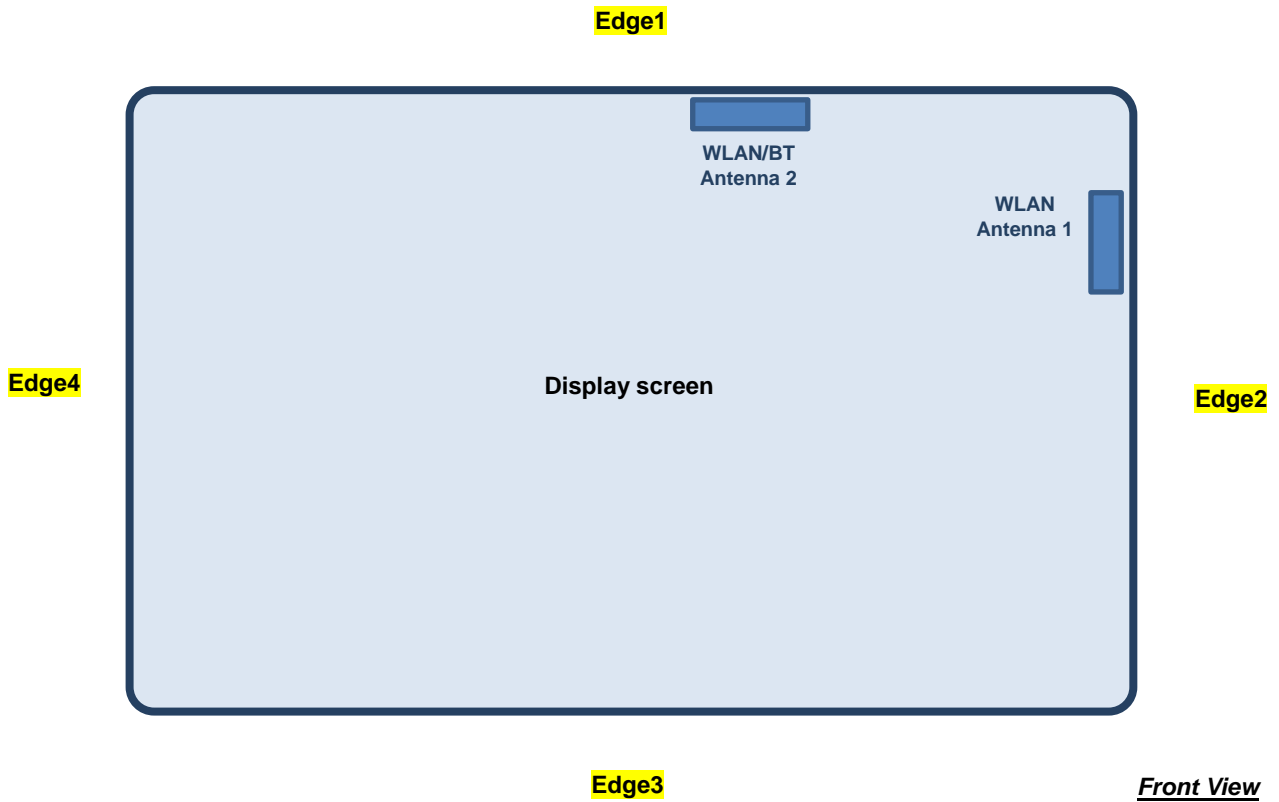 Edge1
WLAN/BT
Antenna 2
WLAN
Antenna 1
Edge4
Display screen
Edge2
Edge3
Front View